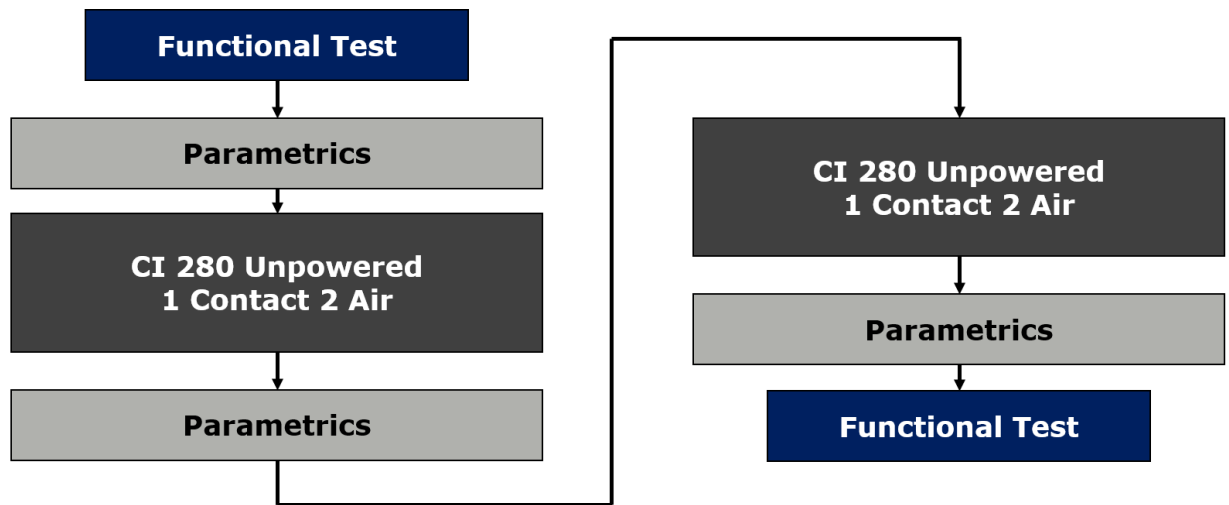 Functional Test
Parametrics
CI 280 Unpowered
1 Contact 2 Air
Parametrics
CI 280 Unpowered
1 Contact 2 Air
Parametrics
Functional Test